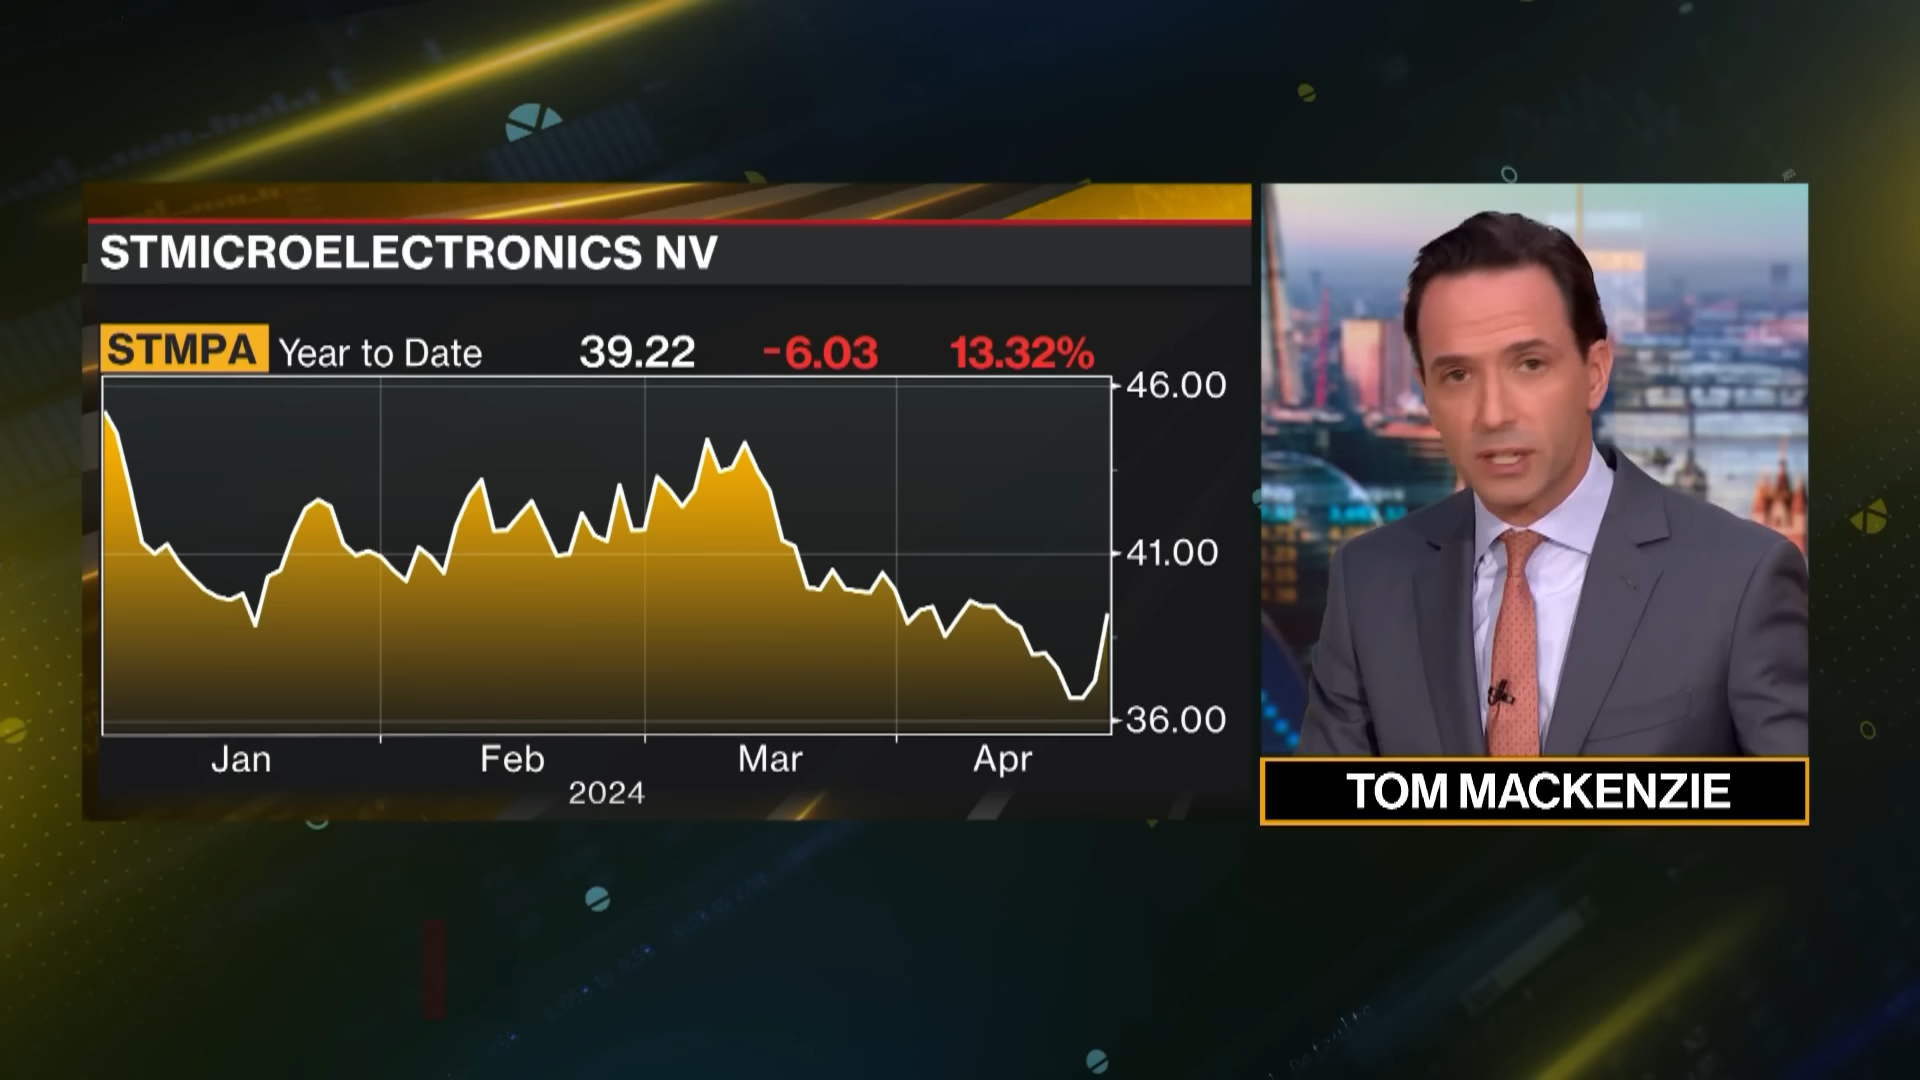 STMICROELECTRONICS NV
STMPA Year to Date 39.22 -6.03 13.32%
46.00
41.00
36.00
Jan Feb Mar Apr
2024
TOM MACKENZIE